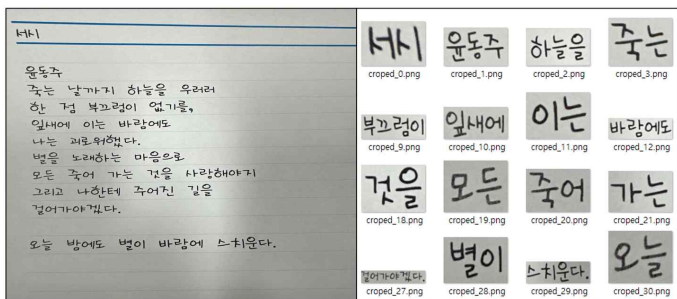 서시
윤동주
죽는 날까지 하늘을 우러러
한 점 부끄럼이 없기를,
잎새에 이는 바람에도
나는 괴로워했다.
별을 노래하는 마음으로
모든 죽어 가는 것을 사랑해야지
그리고 나한테 주어진 길을
걸어가야겠다.
오늘 밤에도 별이 바람에 스치운다.
서시 윤동주 하늘을 죽는
croped_0.png croped_1.png croped_2.png croped_3.png
부끄럼이 잎새에 이는 바람에도
croped_9.png croped_10.png croped_11.png croped_12.png
것을 모든 죽어 가는
croped_18.png croped_19.png croped_20.png croped_21.png
걸어가야겠다. 별이 스치운다. 오늘
croped_27.png croped_28.png croped_29.png croped_30.png